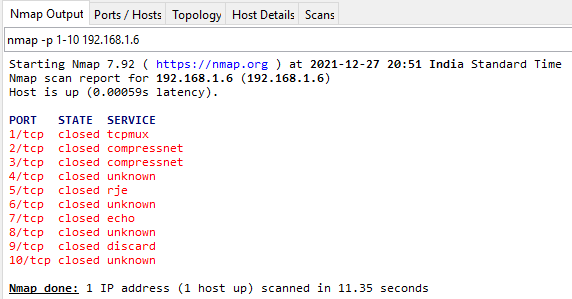 Nmap Output Ports / Hosts Topology Host Details Scans
nmap -p 1-10 192.168.1.6
Starting Nmap 7.92 ( https://nmap.org ) at 2021-12-27 20:51 India Standard Time
Nmap scan report for 192.168.1.6 (192.168.1.6)
Host is up (0.00059s latency).
PORT STATE SERVICE
1/tcp closed tcpmux
2/tcp closed compressnet
3/tcp closed compressnet
4/tcp closed unknown
5/tcp closed rje
6/tcp closed unknown
7/tcp closed echo
8/tcp closed unknown
9/tcp closed discard
10/tcp closed unknown
Nmap done: 1 IP address (1 host up) scanned in 11.35 seconds